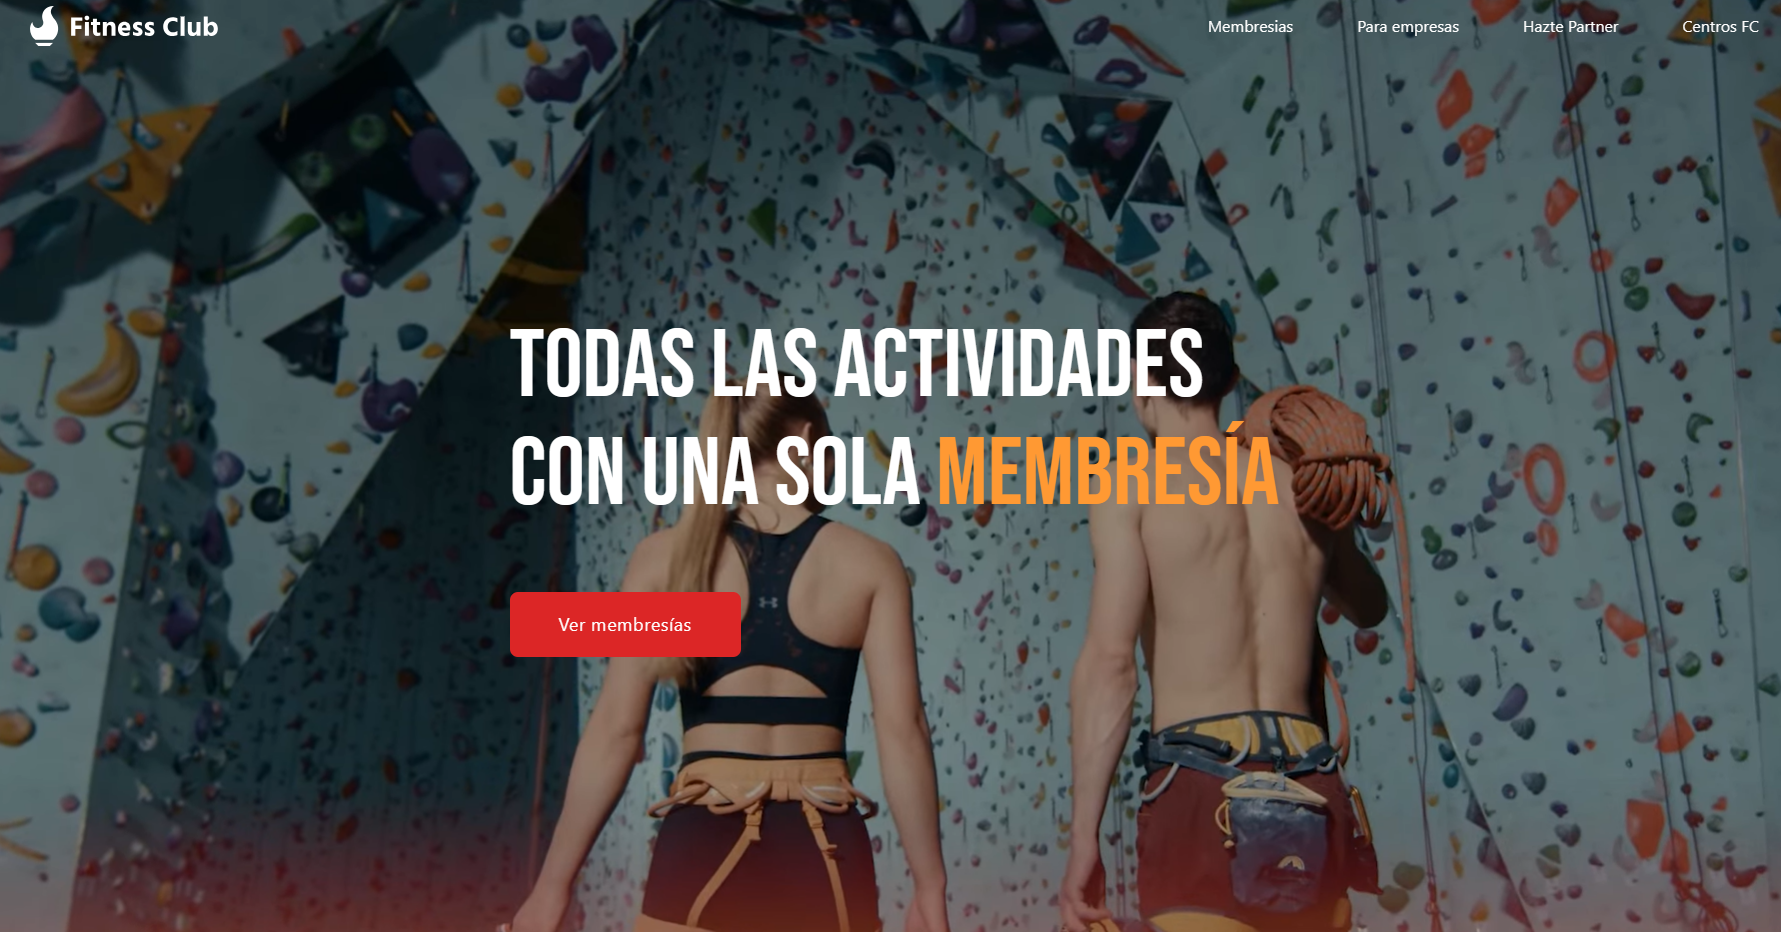 Fitness Club
Membresias
Para empresas
Hazte Partner
Centros FC
TODAS LAS ACTIVIDADES
CON UNA SOLA MEMBRESÍA
Ver membresías